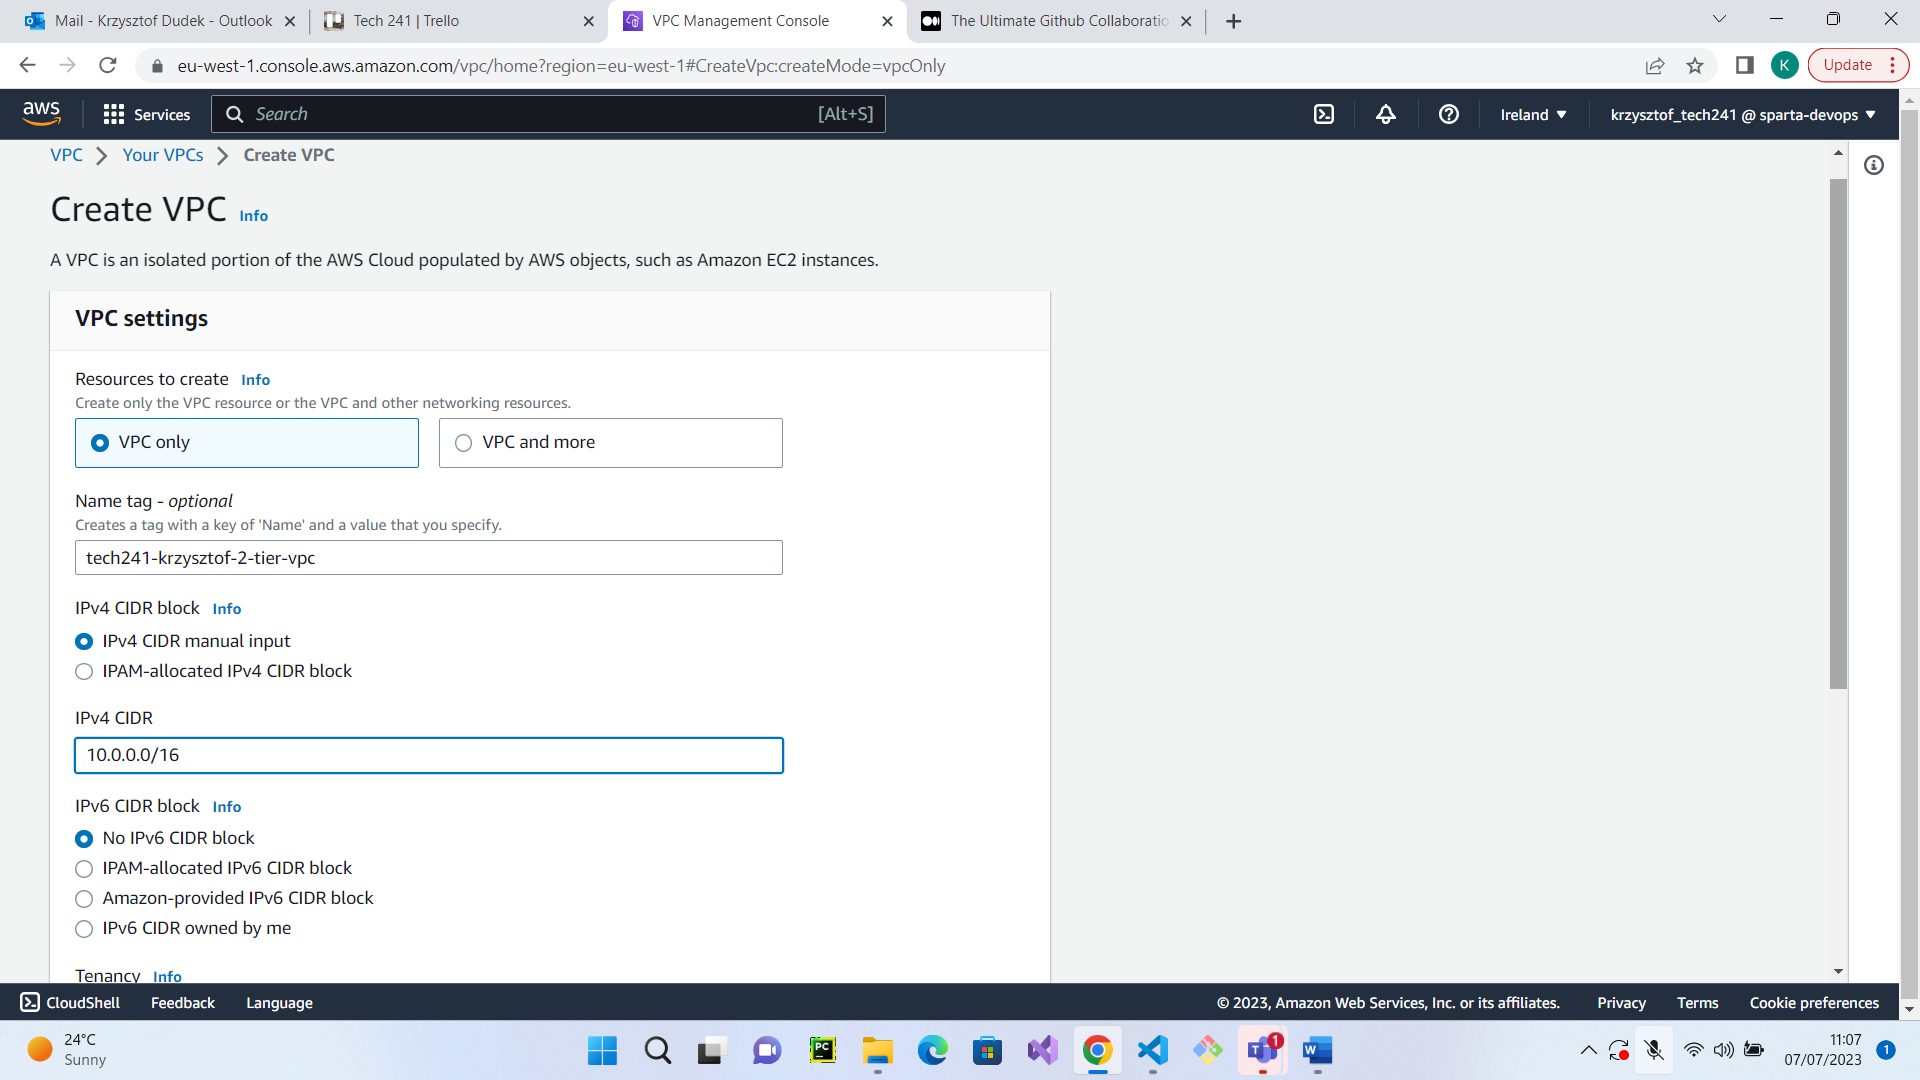 Mail - Krzysztof Dudek - Outlook
Tech 241 | Trello
VPC Management Console
The Ultimate Github Collaboratio
eu-west-1.console.aws.amazon.com/vpc/home?region=eu-west-1#CreateVpc:createMode=vpcOnly
K
Update
aws
Services
Search
[Alt+S]
Ireland
krzysztof_tech241 @ sparta-devops
VPC
Your VPCs
Create VPC
Create VPC Info
A VPC is an isolated portion of the AWS Cloud populated by AWS objects, such as Amazon EC2 instances.
VPC settings
Resources to create Info
Create only the VPC resource or the VPC and other networking resources.
VPC only
VPC and more
Name tag - optional
Creates a tag with a key of 'Name' and a value that you specify.
tech241-krzysztof-2-tier-vpc
IPv4 CIDR block Info
IPv4 CIDR manual input
IPAM-allocated IPv4 CIDR block
IPv4 CIDR
10.0.0.0/16
IPv6 CIDR block Info
No IPv6 CIDR block
IPAM-allocated IPv6 CIDR block
Amazon-provided IPv6 CIDR block
IPv6 CIDR owned by me
Tenancy Info
CloudShell
Feedback
Language
© 2023, Amazon Web Services, Inc. or its affiliates.
Privacy
Terms
Cookie preferences
24°C
Sunny
PC
T
1
W
11:07
07/07/2023
1